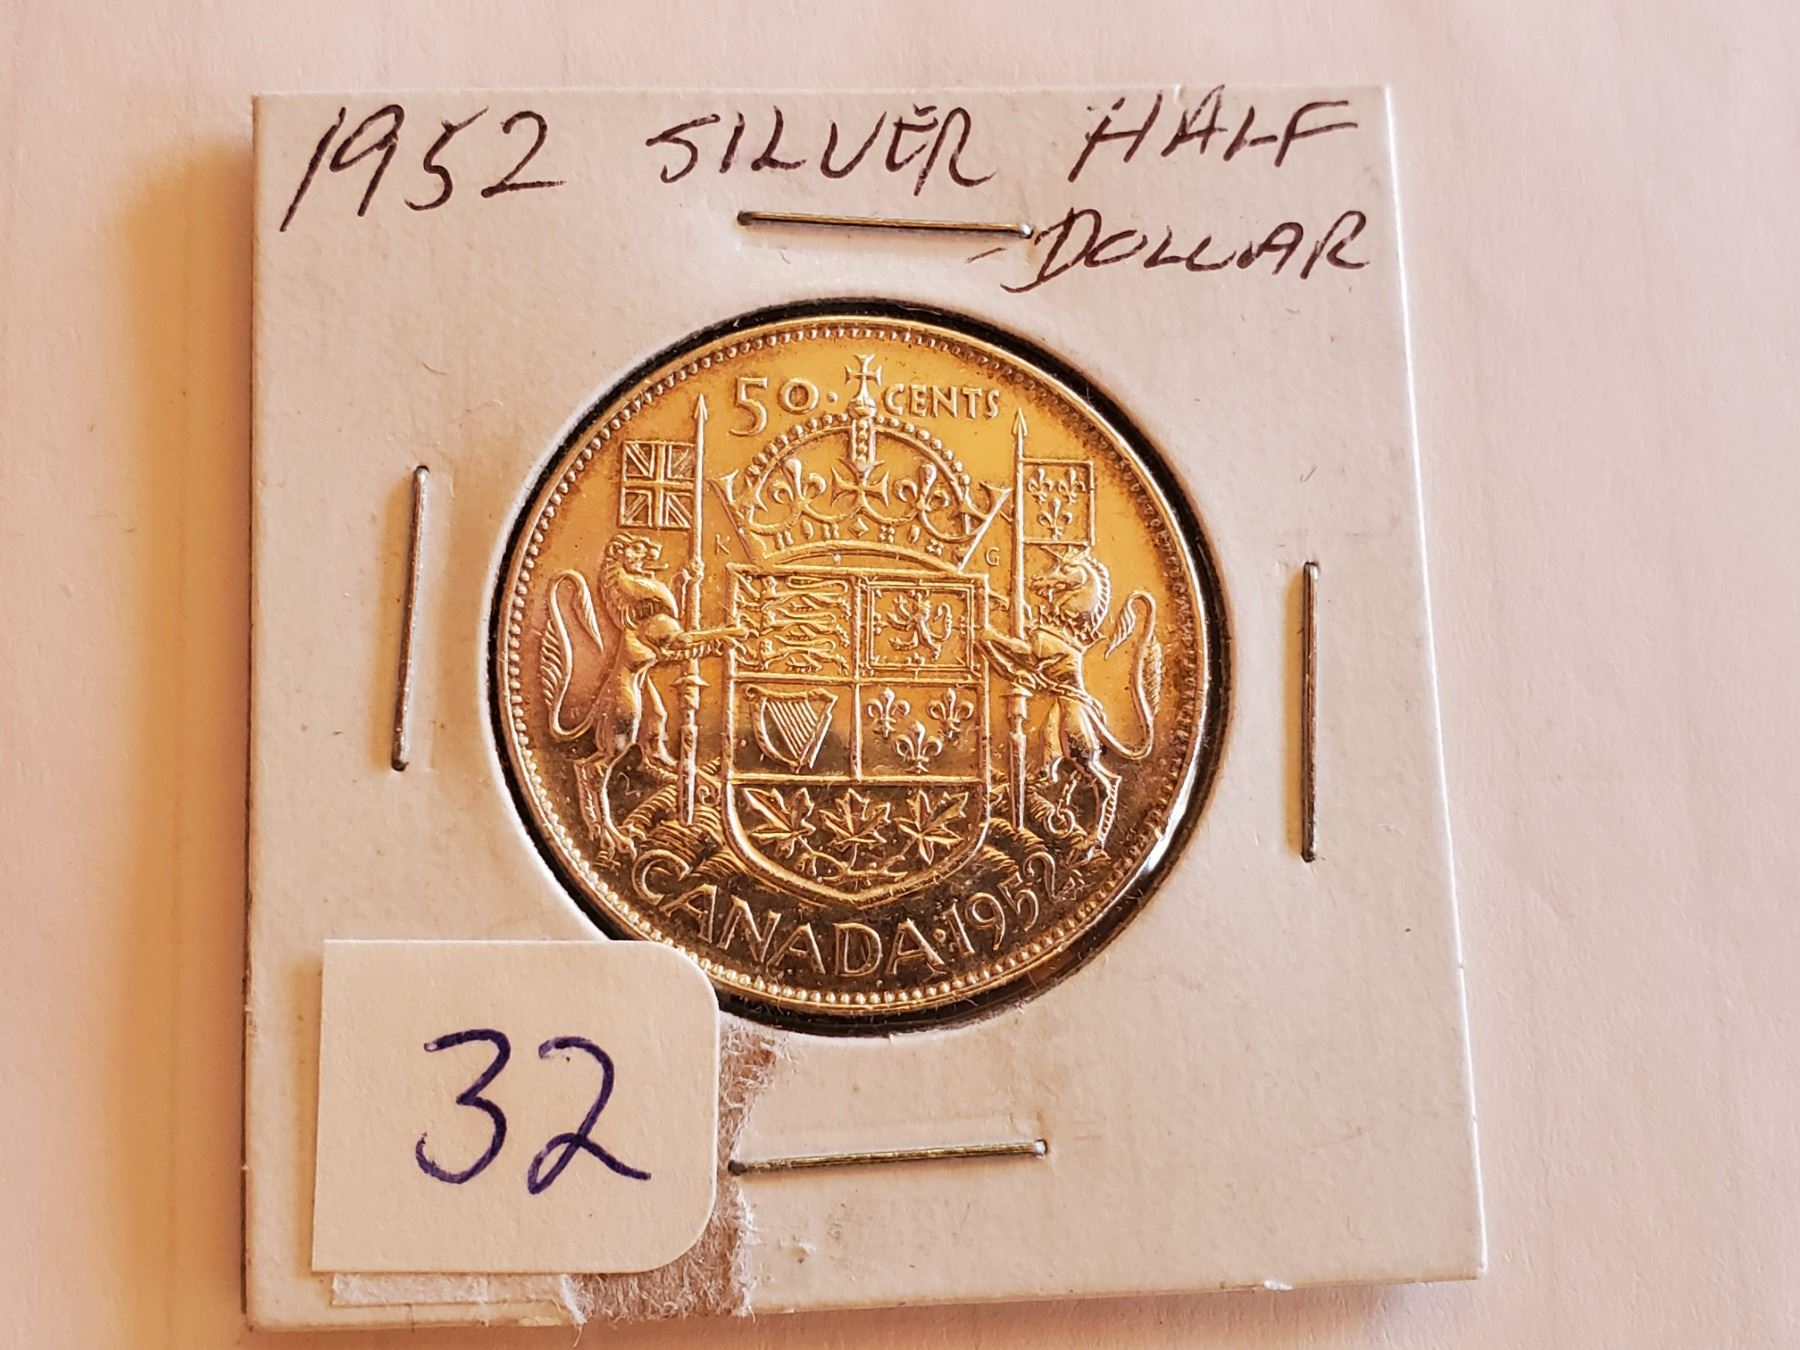 1952 SILVER HALF
DOLLAR
50 · CENTS
K G
CANADA · 1952
32